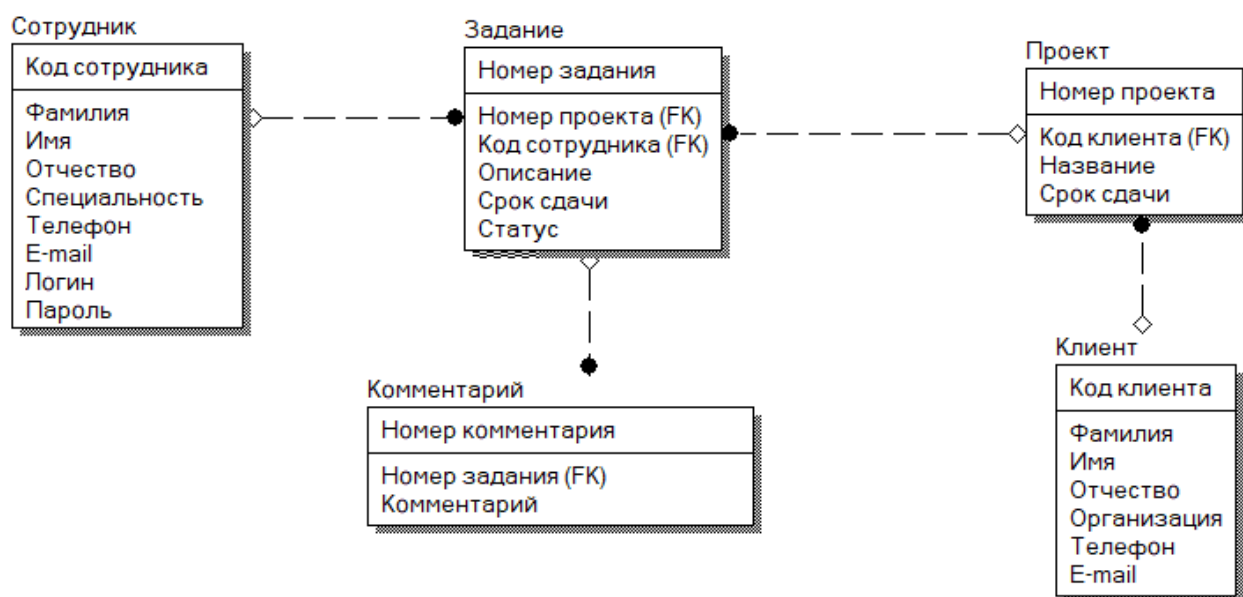 Сотрудник
Код сотрудника
Фамилия
Имя
Отчество
Специальность
Телефон
E-mail
Логин
Пароль
Задание
Номер задания
Номер проекта (FK)
Код сотрудника (FK)
Описание
Срок сдачи
Статус
Проект
Номер проекта
Код клиента (FK)
Название
Срок сдачи
Комментарий
Номер комментария
Номер задания (FK)
Комментарий
Клиент
Код клиента
Фамилия
Имя
Отчество
Организация
Телефон
E-mail